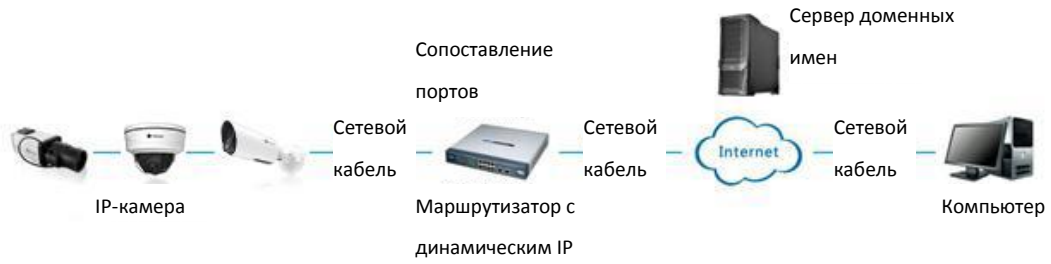 Сервер доменных
имен
Сопоставление
портов
Сетевой
кабель
Сетевой
кабель
Internet
Сетевой
кабель
IP-камера
Маршрутизатор с
динамическим IP
Компьютер